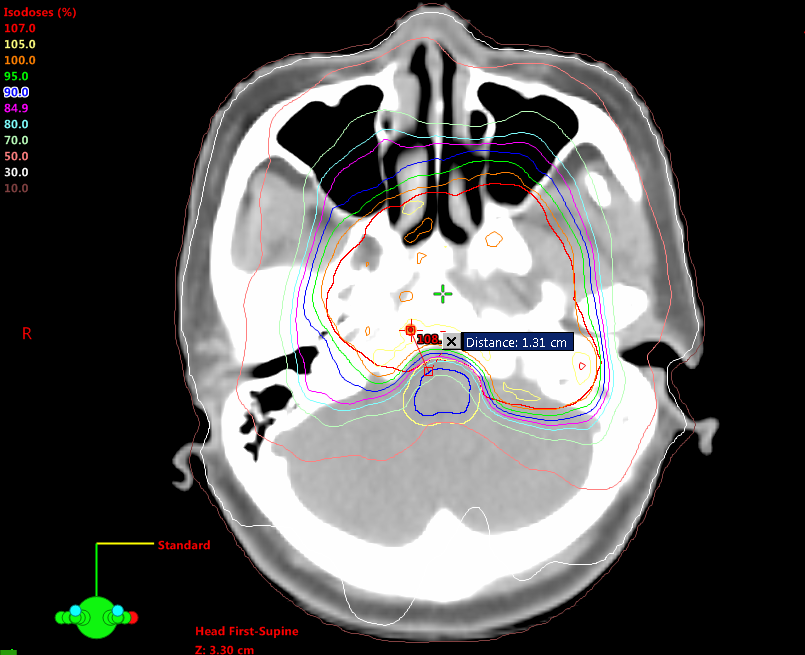 Isodoses (%)
107.0
105.0
100.0
95.0
90.0
84.9
80.0
70.0
50.0
30.0
10.0
R
108.
Distance: 1.31 cm
Standard
Head First-Supine
Z: 3.30 cm